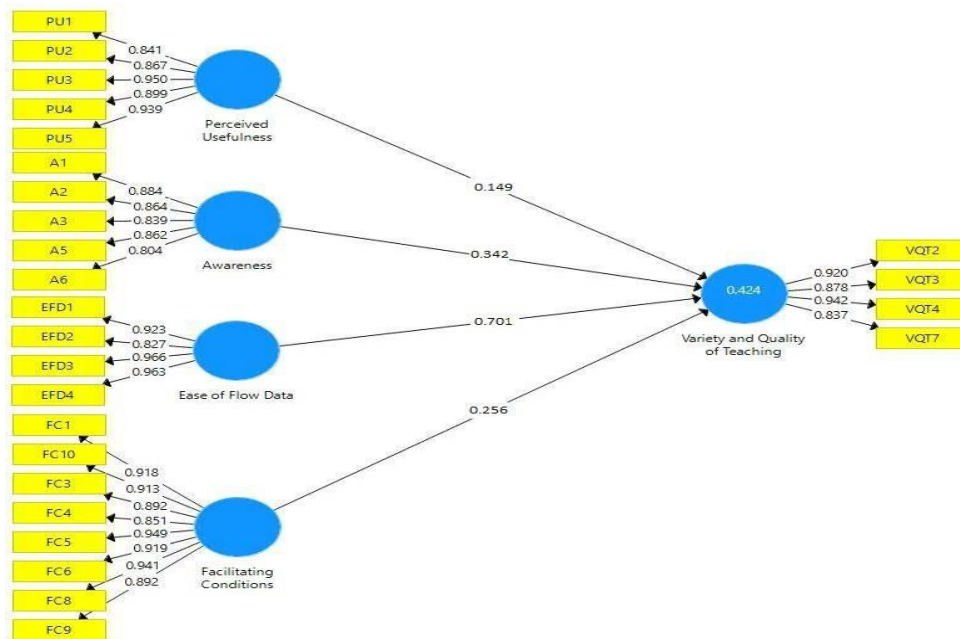 PU1
PU2
PU3
PU4
PU5
0.841
0.867
0.950
0.899
0.939
Perceived
Usefulness
A1
A2
A3
A5
A6
0.884
0.864
0.839
0.862
0.804
Awareness
EFD1
EFD2
EFD3
EFD4
0.923
0.827
0.966
0.963
Ease of Flow Data
FC1
FC10
FC3
FC4
FC5
FC6
FC8
FC9
0.918
0.913
0.892
0.851
0.949
0.919
0.941
0.892
Facilitating
Conditions
0.149
0.342
0.701
0.256
0.424
Variety and Quality
of Teaching
0.920
0.878
0.942
0.837
VQT2
VQT3
VQT4
VQT7